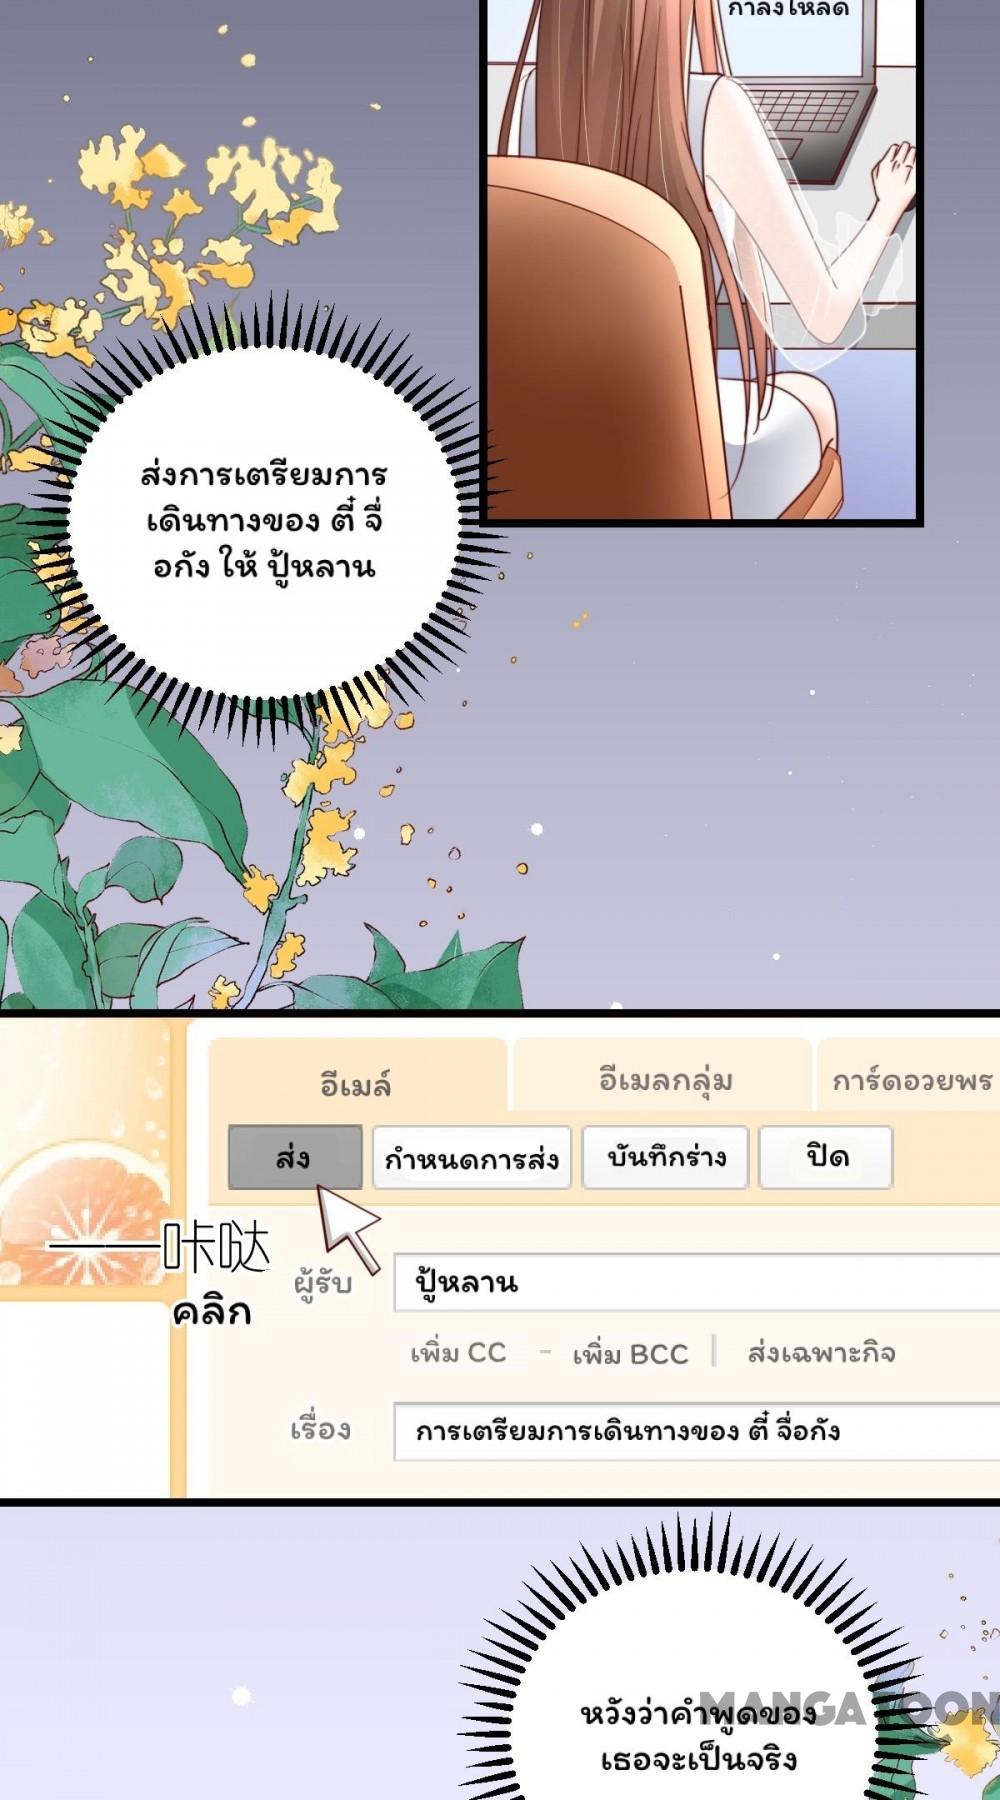 กำลังโหลด
ส่งการเตรียมการ
เดินทางของ ตี๋ จื่
อกัง ให้ ปู้หลาน
อีเมล์
อีเมลกลุ่ม
การ์ดอวยพร
ส่ง
กำหนดการส่ง
บันทึกร่าง
ปิด
——咔哒
คลิก
ผู้รับ
ปู้หลาน
เพิ่ม CC - เพิ่ม BCC | ส่งเฉพาะกิจ
เรื่อง
การเตรียมการเดินทางของ ตี๋ จื่อกัง
MANGATOON
หวังว่าคำพูดของ
เธอจะเป็นจริง